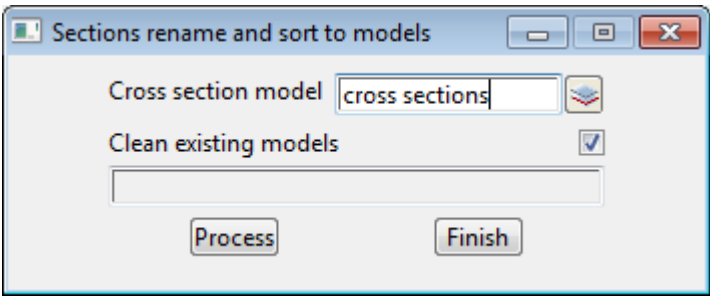 Sections rename and sort to models
Cross section model cross sections
Clean existing models
Process Finish